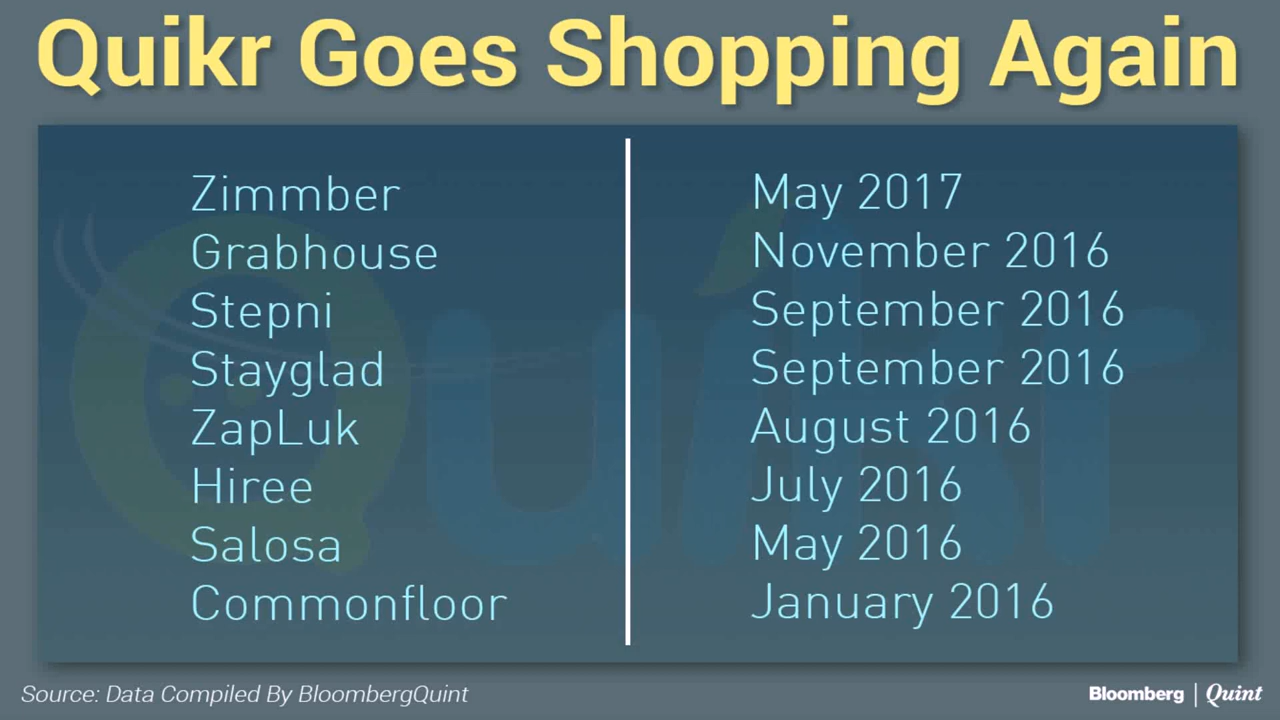 Quikr Goes Shopping Again
Zimmber May 2017
Grabhouse November 2016
Stepni September 2016
Stayglad September 2016
ZapLuk August 2016
Hiree July 2016
Salosa May 2016
Commonfloor January 2016
Quikr
Source: Data Compiled By BloombergQuint
Bloomberg | Quint